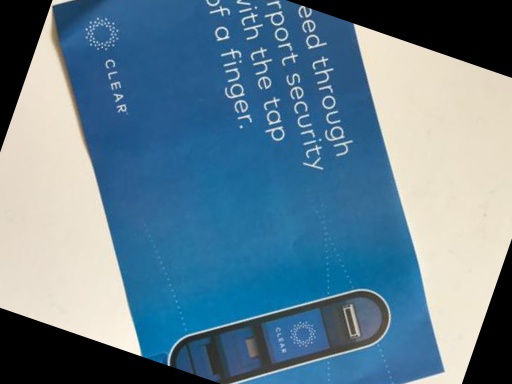 CLEAR
eed through
rport security
with the tap
of a finger.
CLEAR